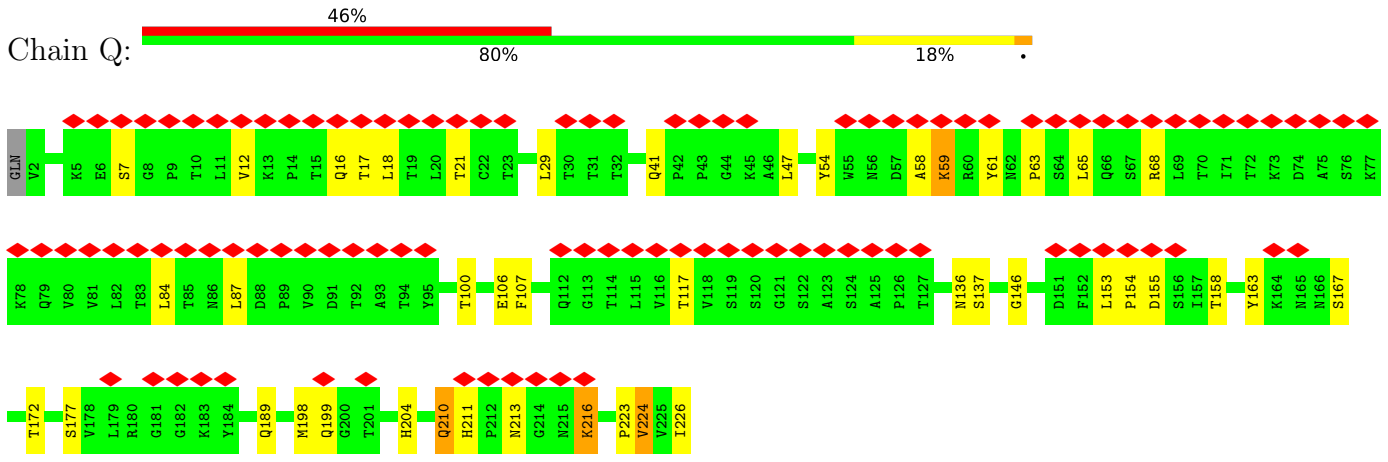 46%
Chain Q:
80% 18% •
GLN V2 K5 E6 S7 G8 P9 T10 L11 V12 K13 P14 T15 Q16 T17 L18 T19 L20 T21 C22 T23 L29 T30 T31 T32 Q41 P42 P43 G44 K45 A46 L47 Y54 W55 N56 D57 A58 K59 R60 Y61 N62 P63 S64 L65 Q66 S67 R68 L69 T70 I71 T72 K73 D74 A75 S76 K77
K78 Q79 V80 V81 L82 T83 L84 T85 N86 L87 D88 P89 V90 D91 T92 A93 T94 Y95 T100 E106 F107 Q112 G113 T114 L115 V116 T117 V118 S119 S120 G121 S122 A123 S124 A125 P126 T127 N136 S137 G146 D151 F152 L153 P154 D155 S156 I157 T158 Y163 K164 N165 N166 S167
T172 S177 V178 L179 R180 G181 G182 K183 Y184 Q189 M198 Q199 G200 T201 H204 Q210 H211 P212 N213 G214 N215 K216 P223 V224 V225 I226